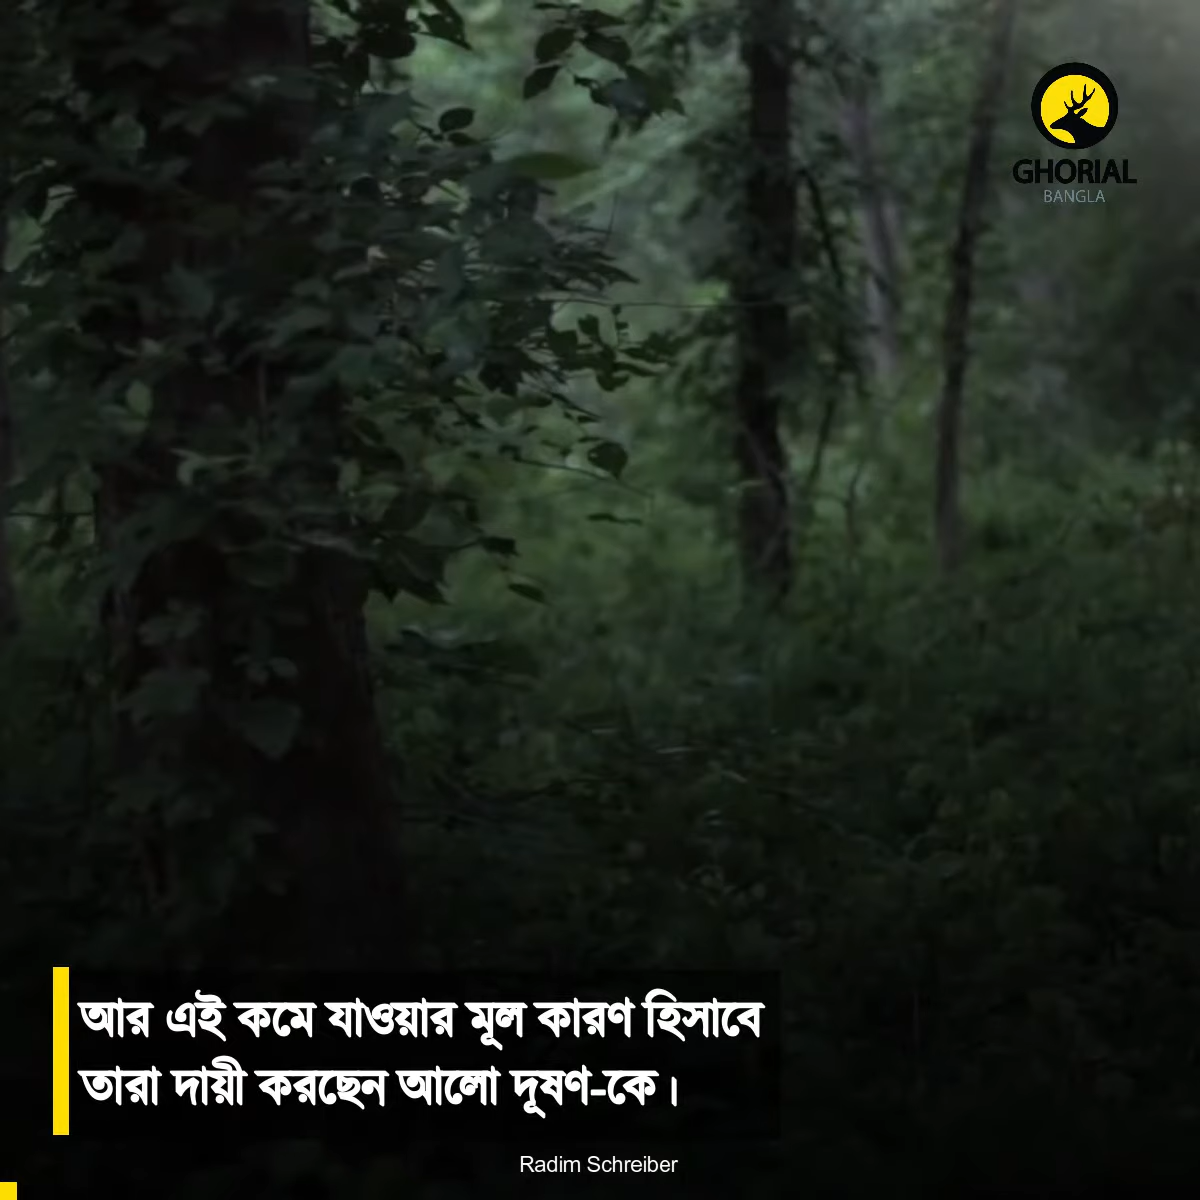 GHORIAL
BANGLA
আর এই কমে যাওয়ার মূল কারণ হিসাবে
তারা দায়ী করছেন আলো দূষণ-কে।
Radim Schreiber